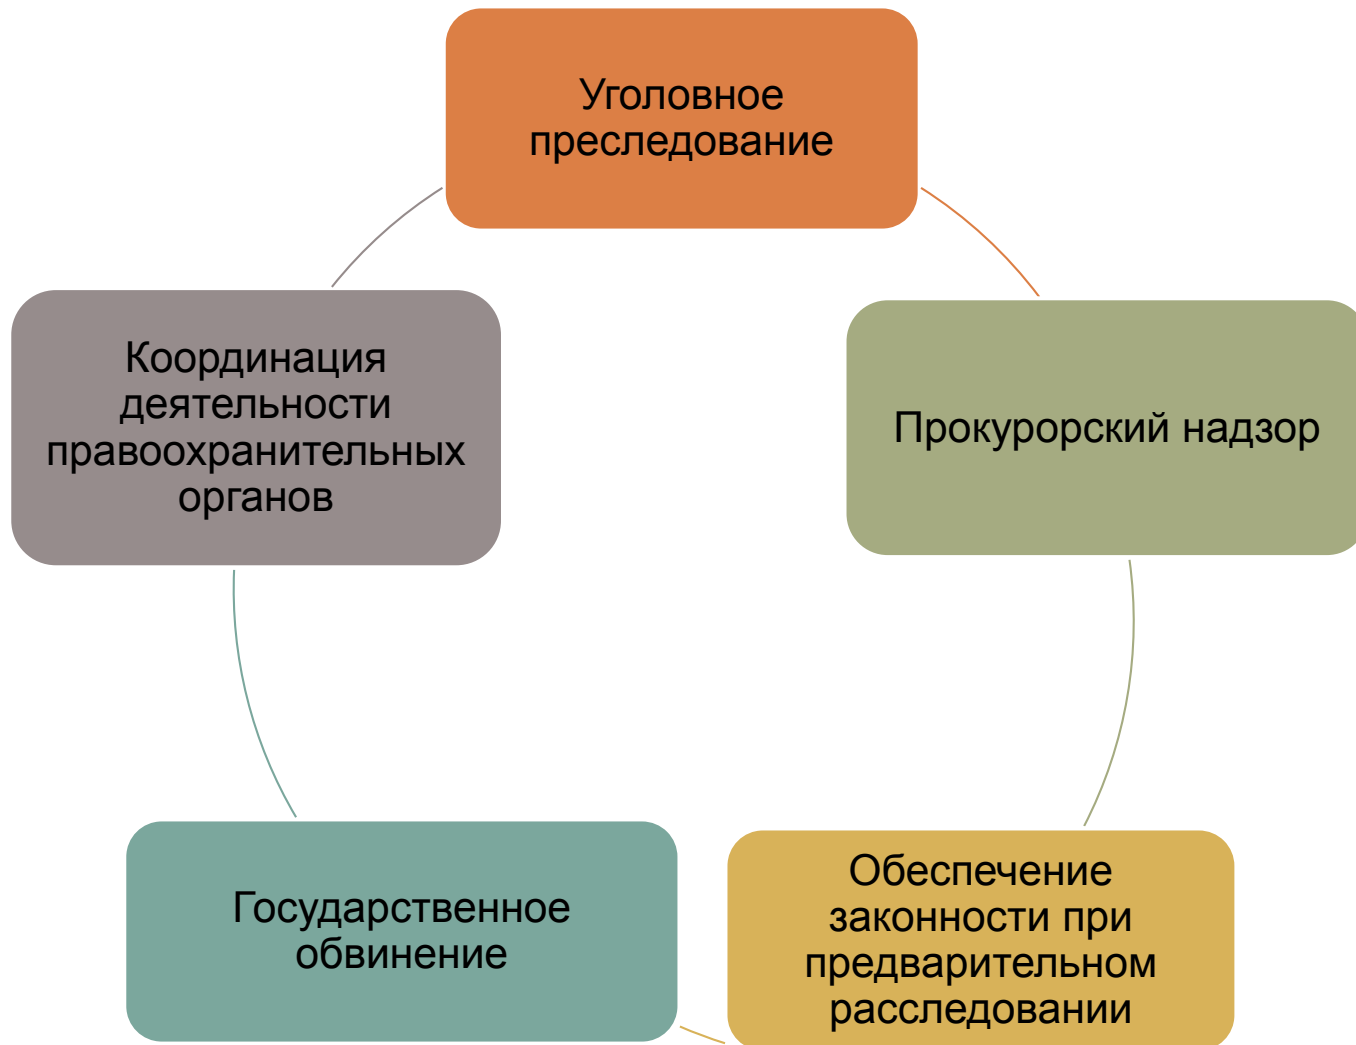 Уголовное
преследование
Прокурорский надзор
Обеспечение
законности при
предварительном
расследовании
Государственное
обвинение
Координация
деятельности
правоохранительных
органов